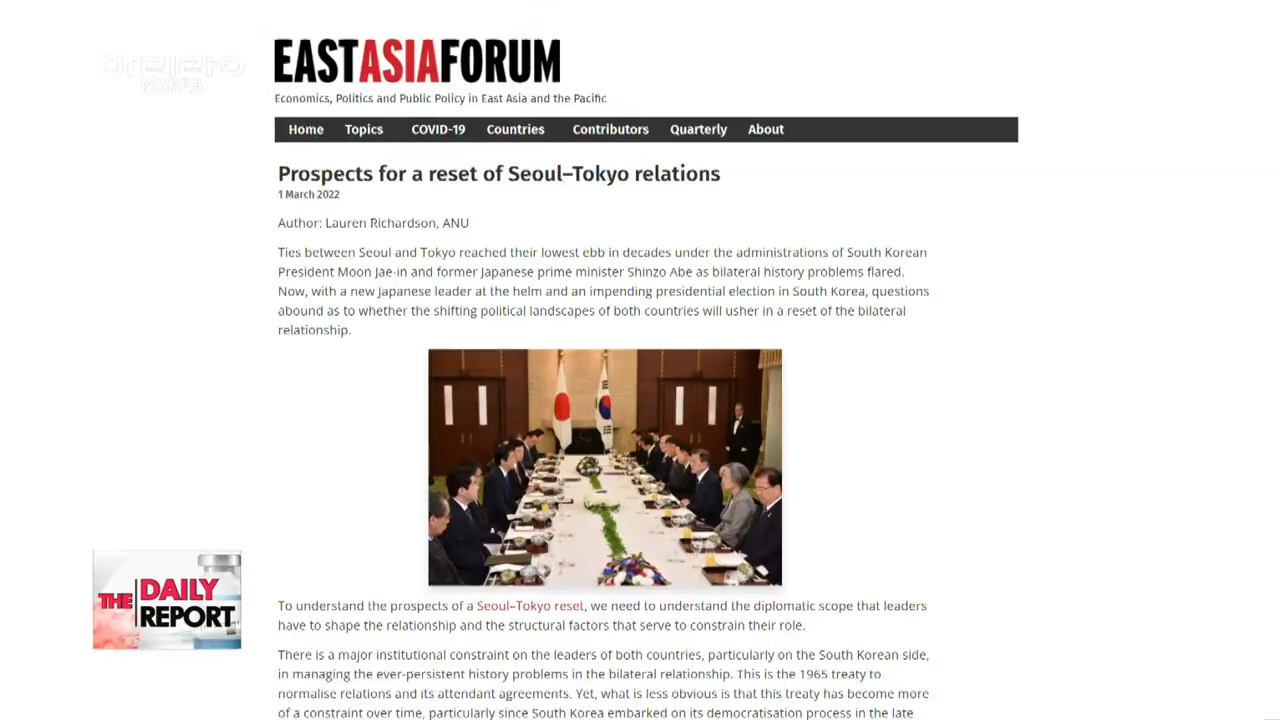 아리랑
KOREA
EASTASIAFORUM
Economics, Politics and Public Policy in East Asia and the Pacific
Home Topics COVID-19 Countries Contributors Quarterly About
Prospects for a reset of Seoul–Tokyo relations
1 March 2022
Author: Lauren Richardson, ANU
Ties between Seoul and Tokyo reached their lowest ebb in decades under the administrations of South Korean
President Moon Jae-in and former Japanese prime minister Shinzo Abe as bilateral history problems flared.
Now, with a new Japanese leader at the helm and an impending presidential election in South Korea, questions
abound as to whether the shifting political landscapes of both countries will usher in a reset of the bilateral
relationship.
THE DAILY
REPORT
To understand the prospects of a Seoul–Tokyo reset, we need to understand the diplomatic scope that leaders
have to shape the relationship and the structural factors that serve to constrain their role.
There is a major institutional constraint on the leaders of both countries, particularly on the South Korean side,
in managing the ever-persistent history problems in the bilateral relationship. This is the 1965 treaty to
normalise relations and its attendant agreements. Yet, what is less obvious is that this treaty has become more
of a constraint over time, particularly since South Korea embarked on its democratisation process in the late